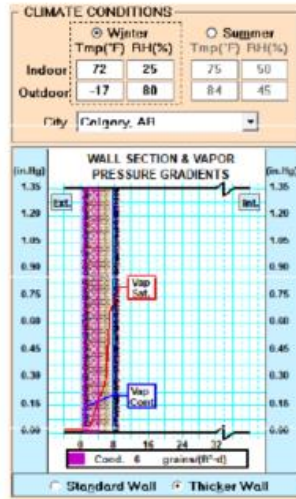 CLIMATE CONDITIONS
Winter Summer
Tmp(°F) RH(%) Tmp(°F) RH(%)
Indoor 72 25 75 50
Outdoor -17 80 84 45
City Calgary, AB
WALL SECTION & VAPOR
PRESSURE GRADIENTS
(in.Hg) (in.Hg)
1.35 1.35
Ext. Int.
1.20 1.20
1.05 1.05
0.90 0.90
Vap
Sat.
0.75 0.75
0.60 0.60
0.45 0.45
0.30 0.30
Vap
Cont
0.15 0.15
0.00 0.00
0 8 16 24 32
Cond. 6 grains/(ft²-d)
Standard Wall Thicker Wall